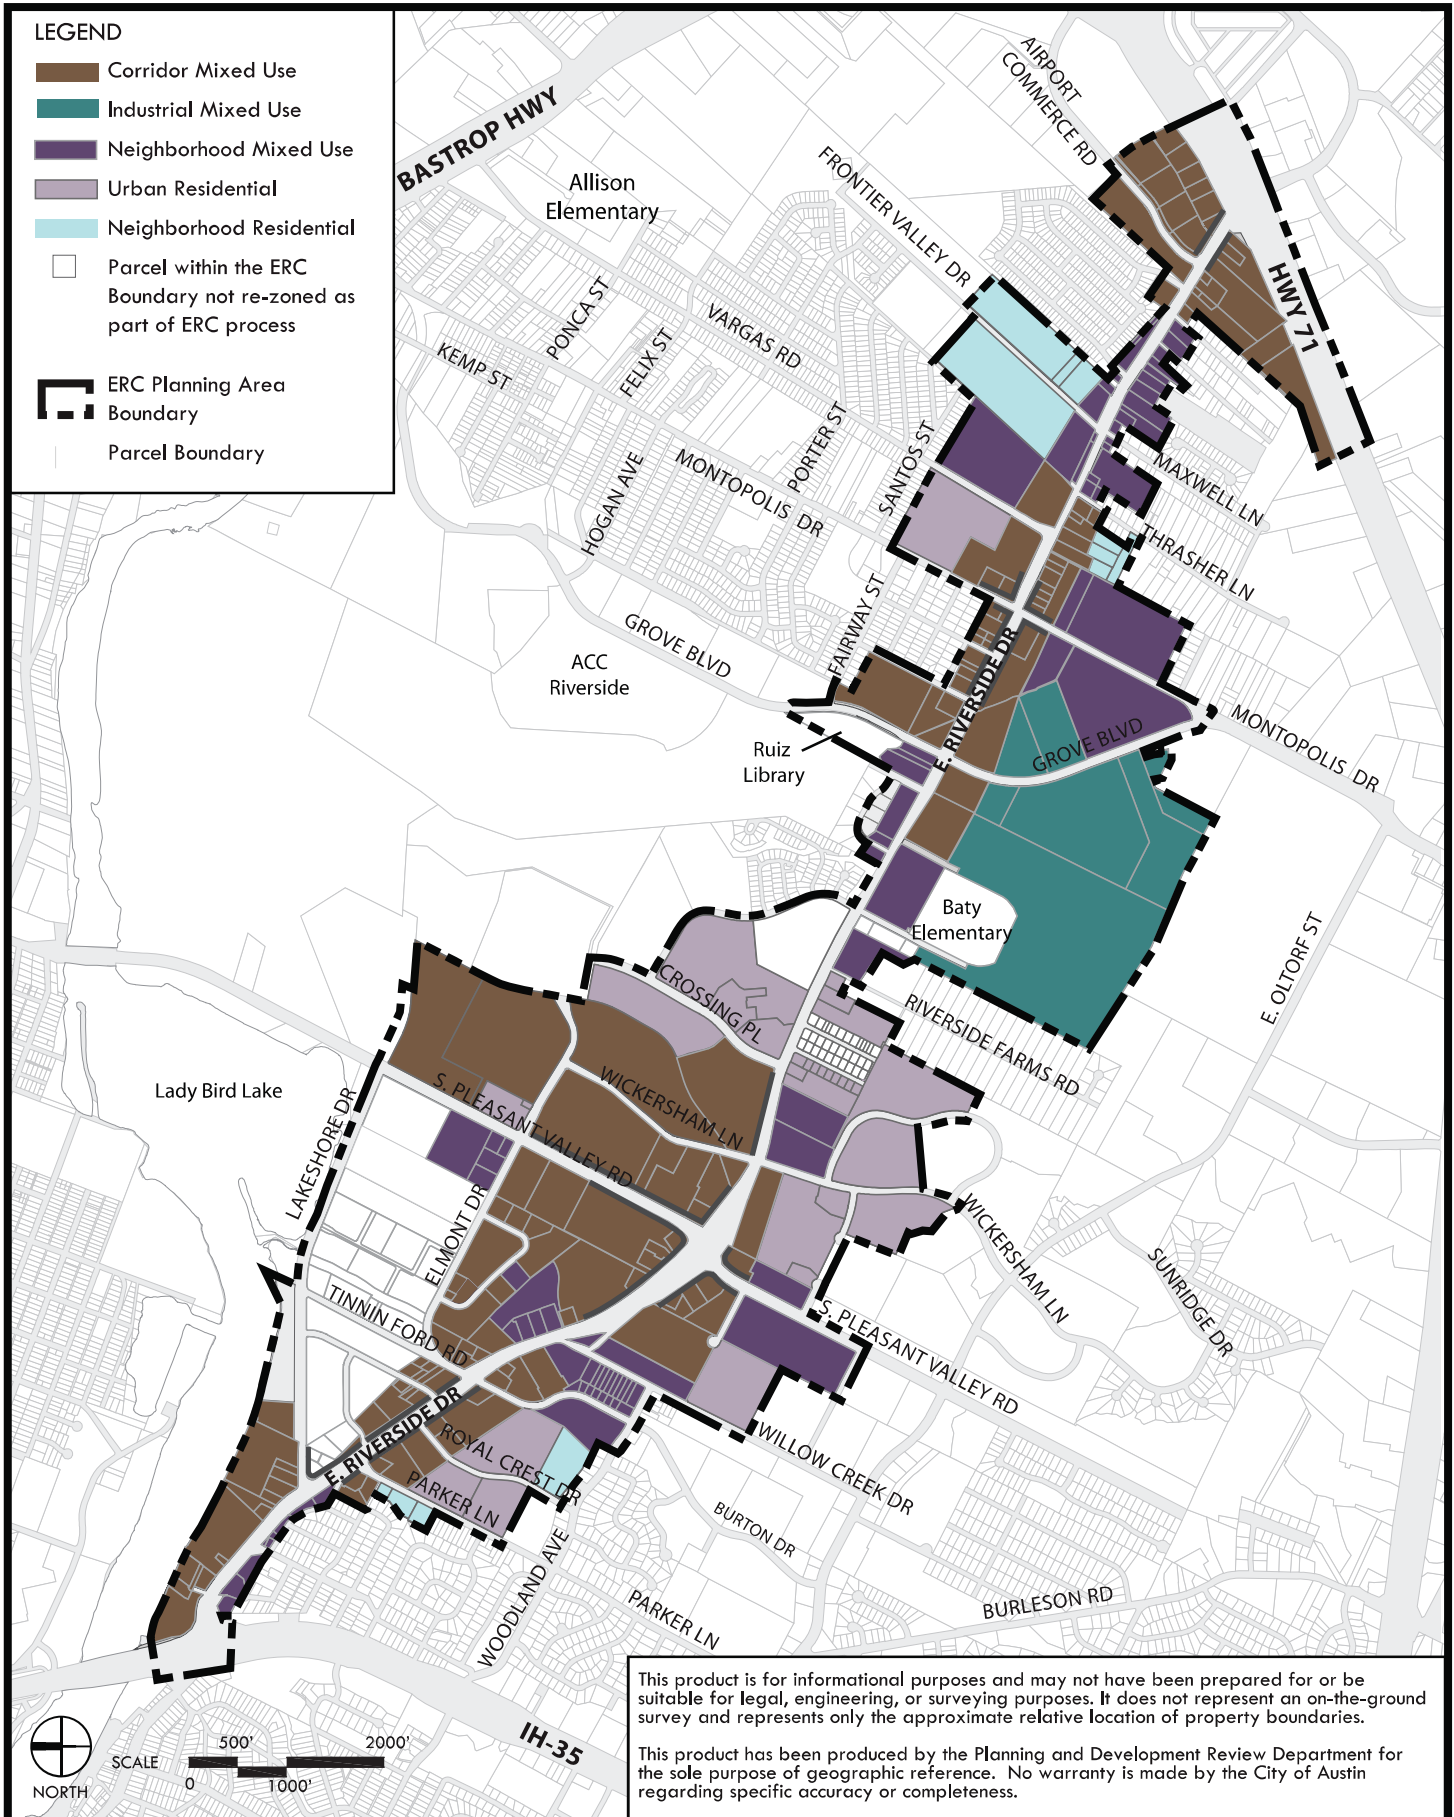 LEGEND
Corridor Mixed Use
Industrial Mixed Use
Neighborhood Mixed Use
Urban Residential
Neighborhood Residential
Parcel within the ERC
Boundary not re-zoned as
part of ERC process
ERC Planning Area
Boundary
Parcel Boundary
BASTROP HWY
AIRPORT
COMMERCE RD
Allison
Elementary
FRONTIER VALLEY DR
HWY 71
PONCA ST
VARGAS RD
FELIX ST
KEMP ST
PORTER ST
SANTOS ST
MONTOPOLIS DR
HOGAN AVE
MAXWELL LN
THRASHER LN
FAIRWAY ST
GROVE BLVD
ACC
Riverside
E. RIVERSIDE DR
MONTOPOLIS DR
GROVE BLVD
Ruiz
Library
Baty
Elementary
E. OLTORF ST
CROSSING PL
RIVERSIDE FARMS RD
Lady Bird Lake
S. PLEASANT VALLEY RD
WICKERSHAM LN
LAKESHORE DR
ELMONT DR
WICKERSHAM LN
SUNRIDGE DR
TINNIN FORD RD
S. PLEASANT VALLEY RD
E. RIVERSIDE DR
ROYAL CREST DR
PARKER LN
WILLOW CREEK DR
BURTON DR
WOODLAND AVE
PARKER LN
BURLESON RD
IH-35
NORTH
SCALE
500'
2000'
0
1000'
This product is for informational purposes and may not have been prepared for or be
suitable for legal, engineering, or surveying purposes. It does not represent an on-the-ground
survey and represents only the approximate relative location of property boundaries.
This product has been produced by the Planning and Development Review Department for
the sole purpose of geographic reference. No warranty is made by the City of Austin
regarding specific accuracy or completeness.